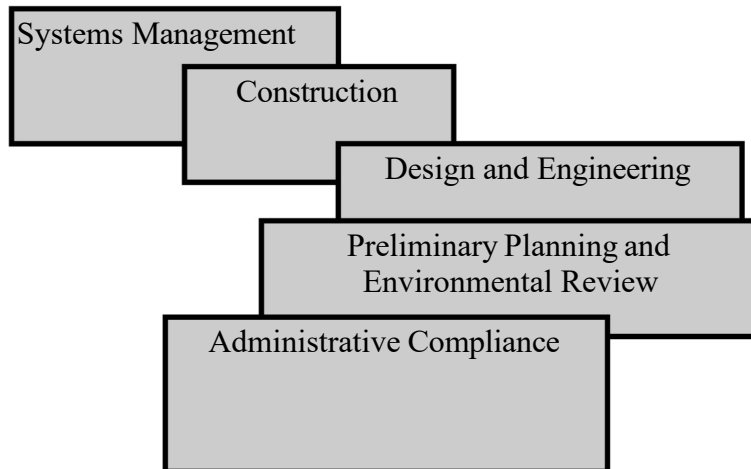 Systems Management
Construction
Design and Engineering
Preliminary Planning and
Environmental Review
Administrative Compliance